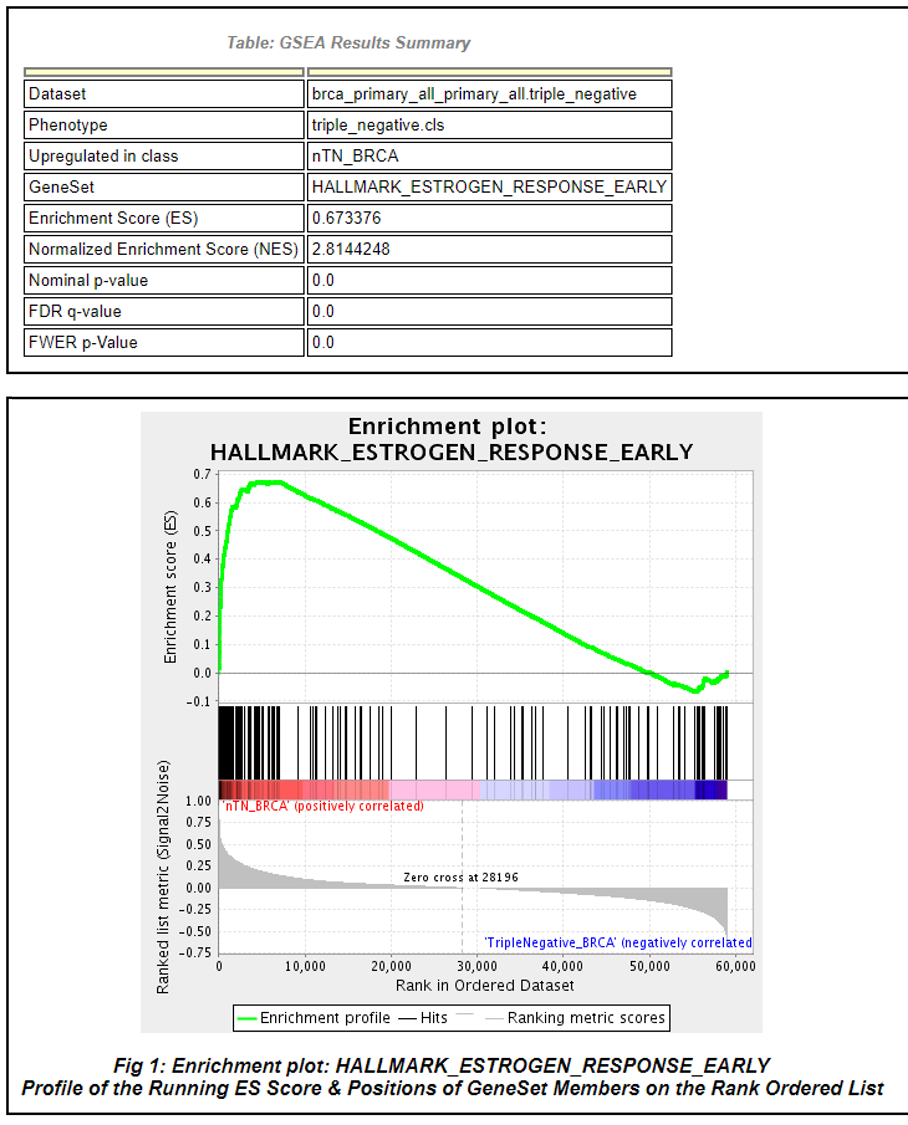 Table: GSEA Results Summary
Dataset brca_primary_all_primary_all.triple_negative
Phenotype triple_negative.cls
Upregulated in class nTN_BRCA
GeneSet HALLMARK_ESTROGEN_RESPONSE_EARLY
Enrichment Score (ES) 0.673376
Normalized Enrichment Score (NES) 2.8144248
Nominal p-value 0.0
FDR q-value 0.0
FWER p-Value 0.0
Enrichment plot:
HALLMARK_ESTROGEN_RESPONSE_EARLY
Enrichment score (ES)
0.7
0.6
0.5
0.4
0.3
0.2
0.1
0.0
-0.1
'nTN_BRCA' (positively correlated)
Ranked list metric (Signal2Noise)
1.00
0.75
0.50
0.25
0.00
-0.25
-0.50
-0.75
Zero cross at 28196
'TripleNegative_BRCA' (negatively correlated
0 10,000 20,000 30,000 40,000 50,000 60,000
Rank in Ordered Dataset
Enrichment profile Hits Ranking metric scores
Fig 1: Enrichment plot: HALLMARK_ESTROGEN_RESPONSE_EARLY
Profile of the Running ES Score & Positions of GeneSet Members on the Rank Ordered List